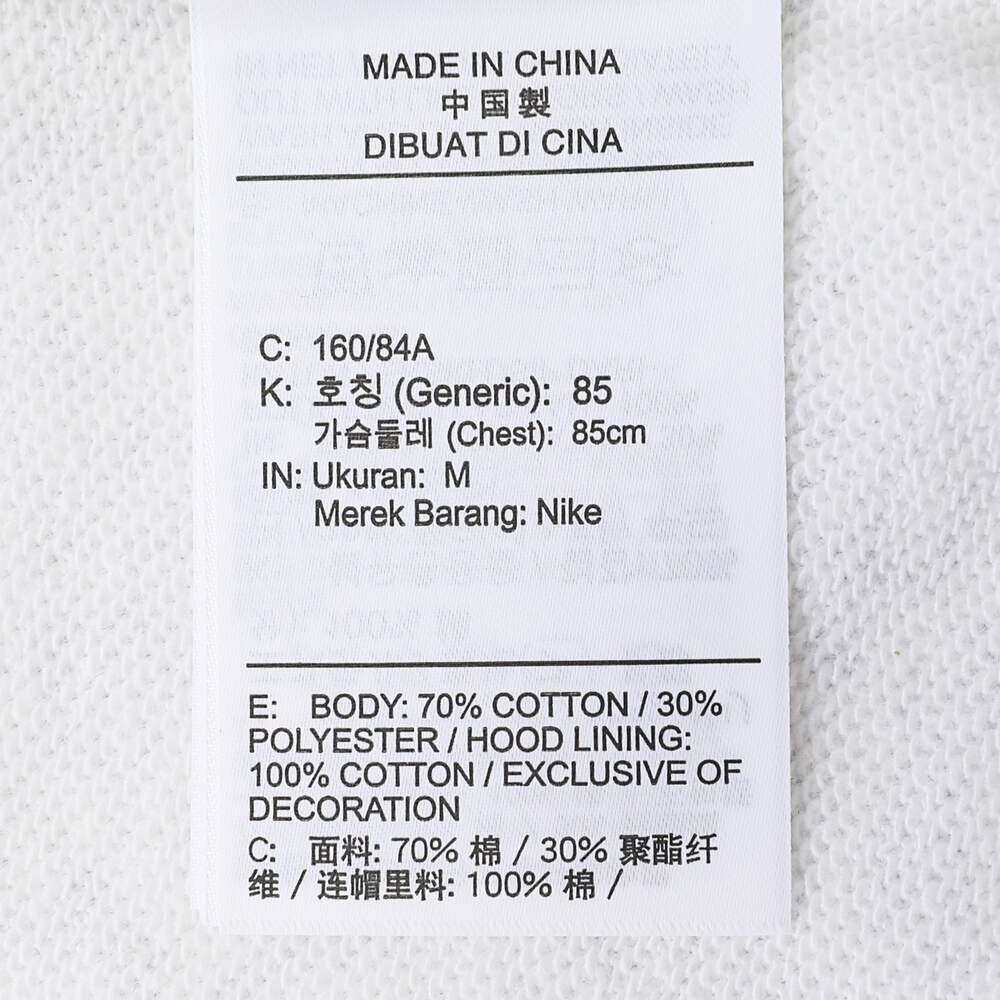 MADE IN CHINA
中国製
DIBUAT DI CINA
C: 160/84A
K: 호칭 (Generic): 85
가슴둘레 (Chest): 85cm
IN: Ukuran: M
Merek Barang: Nike
E: BODY: 70% COTTON / 30%
POLYESTER / HOOD LINING:
100% COTTON / EXCLUSIVE OF
DECORATION
C: 面料: 70% 棉 / 30% 聚酯纤
维 / 连帽里料: 100% 棉 /